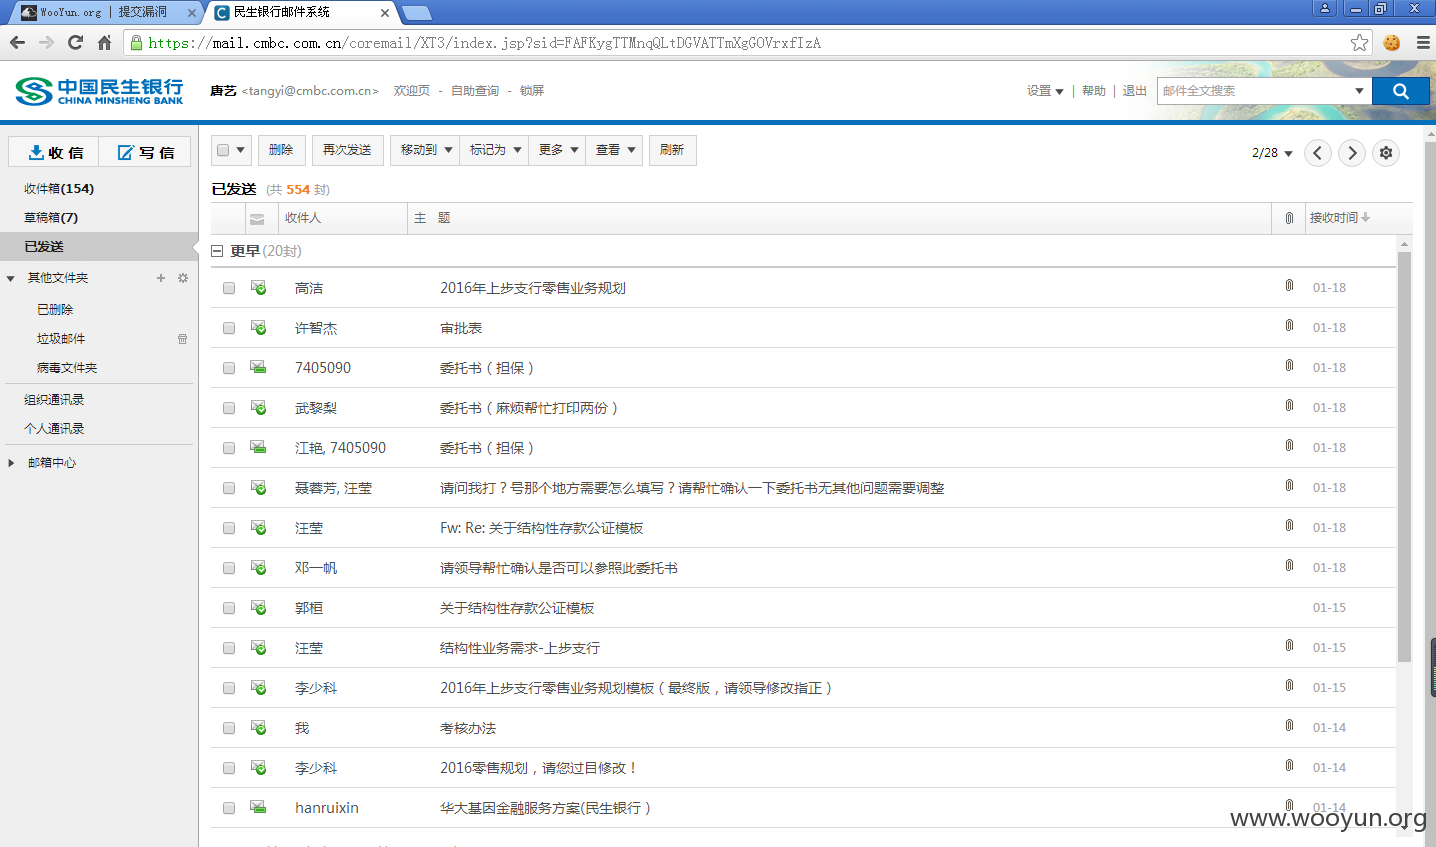 WooYun.org | 提交漏洞
民生银行邮件系统
https://mail.cmbc.com.cn/coremail/XT3/index.jsp?sid=FAFKygTTMnqQLtDGVATTmXgGOVrxfIzA
中国民生银行
CHINA MINSHENG BANK
唐艺 <tangyi@cmbc.com.cn> 欢迎页 - 自助查询 - 锁屏
设置 | 帮助 | 退出
邮件全文搜索
收 信 写 信
收件箱(154)
草稿箱(7)
已发送
其他文件夹
已删除
垃圾邮件
病毒文件夹
组织通讯录
个人通讯录
邮箱中心
删除 再次发送 移动到 标记为 更多 查看 刷新
2/28
已发送 (共 554 封)
收件人 主 题 接收时间
更早(20封)
高洁 2016年上步支行零售业务规划 01-18
许智杰 审批表 01-18
7405090 委托书（担保） 01-18
武黎梨 委托书（麻烦帮忙打印两份） 01-18
江艳, 7405090 委托书（担保） 01-18
聂蓉芳, 汪莹 请问我打？号那个地方需要怎么填写？请帮忙确认一下委托书无其他问题需要调整 01-18
汪莹 Fw: Re: 关于结构性存款公证模板 01-18
邓一帆 请领导帮忙确认是否可以参照此委托书 01-18
郭桓 关于结构性存款公证模板 01-15
汪莹 结构性业务需求-上步支行 01-15
李少科 2016年上步支行零售业务规划模板（最终版，请领导修改指正） 01-15
我 考核办法 01-14
李少科 2016零售规划，请您过目修改！ 01-14
hanruixin 华大基因金融服务方案(民生银行） 01-14
www.wooyun.org